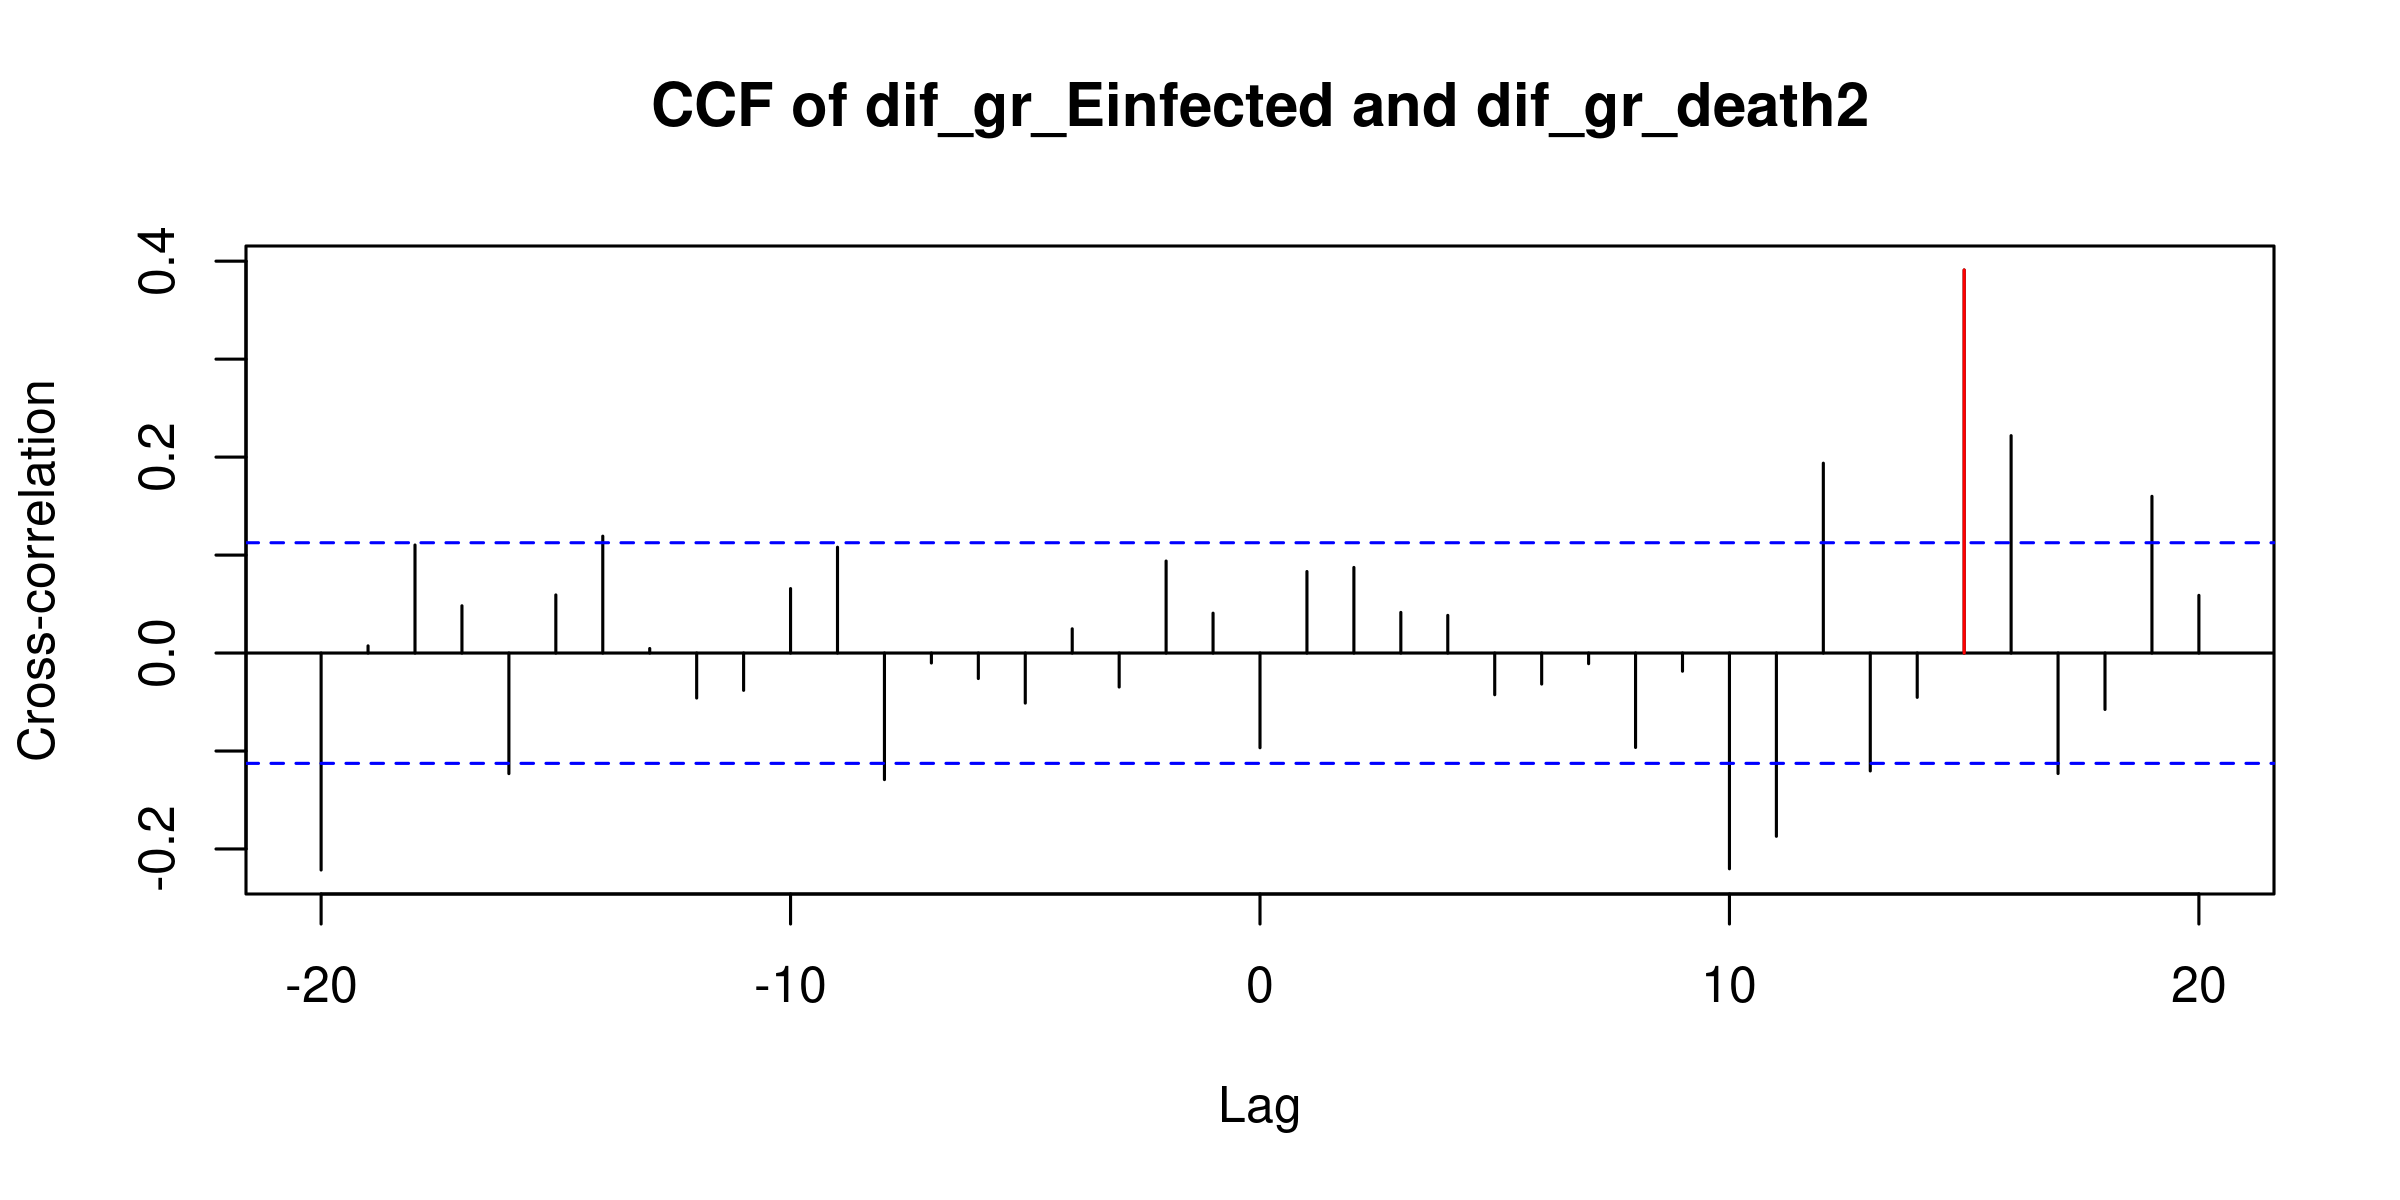 CCF of dif_gr_Einfected and dif_gr_death2
Cross-correlation
0.4
0.2
0.0
-0.2
-20 -10 0 10 20
Lag